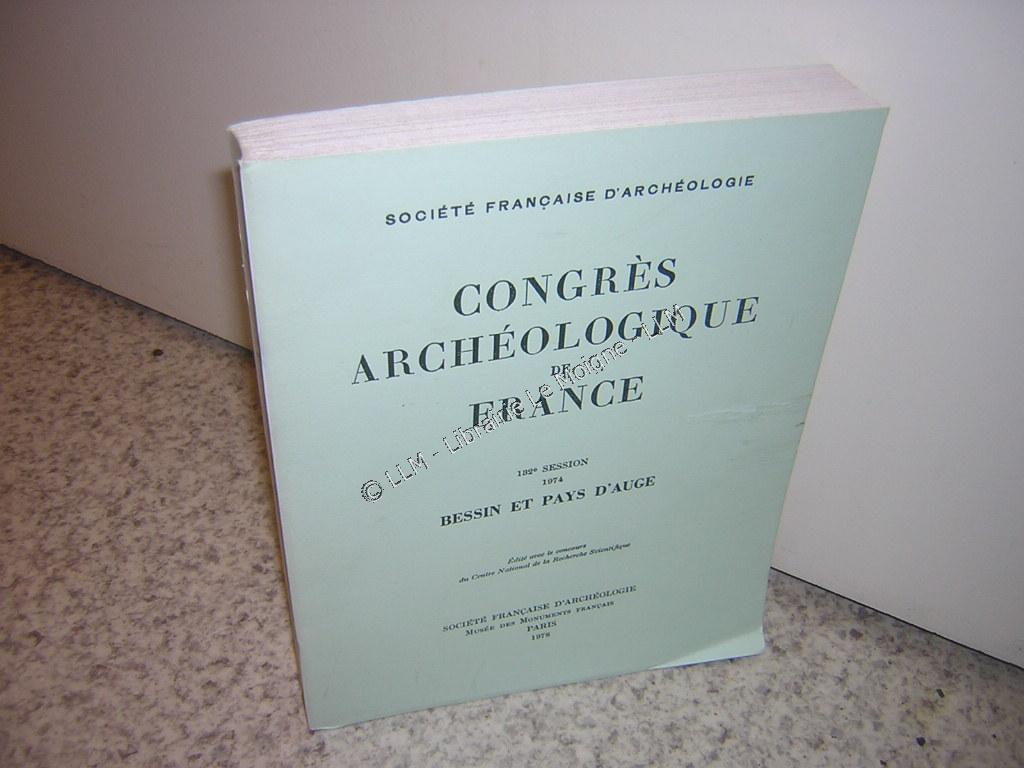 SOCIÉTÉ FRANÇAISE D'ARCHÉOLOGIE
CONGRÈS
ARCHÉOLOGIQUE
DE
FRANCE
© LLM - Librairie Le Moigne - LLM
132e SESSION
1974
BESSIN ET PAYS D'AUGE
Édité avec le concours
du Centre National de la Recherche Scientifique
SOCIÉTÉ FRANÇAISE D'ARCHÉOLOGIE
MUSÉE DES MONUMENTS FRANÇAIS
PARIS
1978